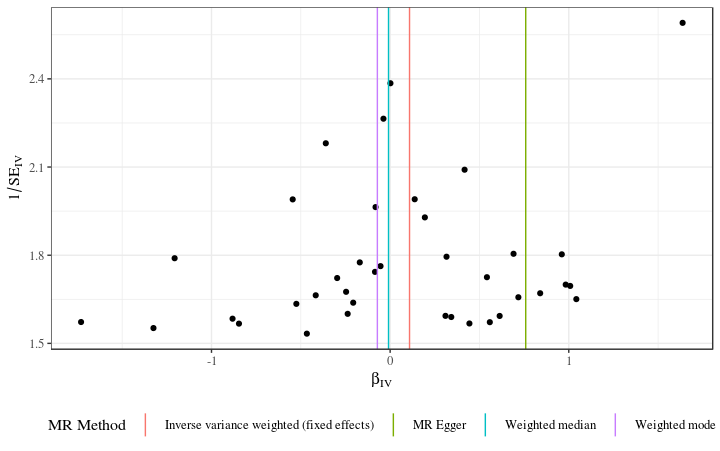 2.4
2.1
1.8
1.5
1/SE_IV
-1
0
1
β_IV
MR Method
Inverse variance weighted (fixed effects)
MR Egger
Weighted median
Weighted mode